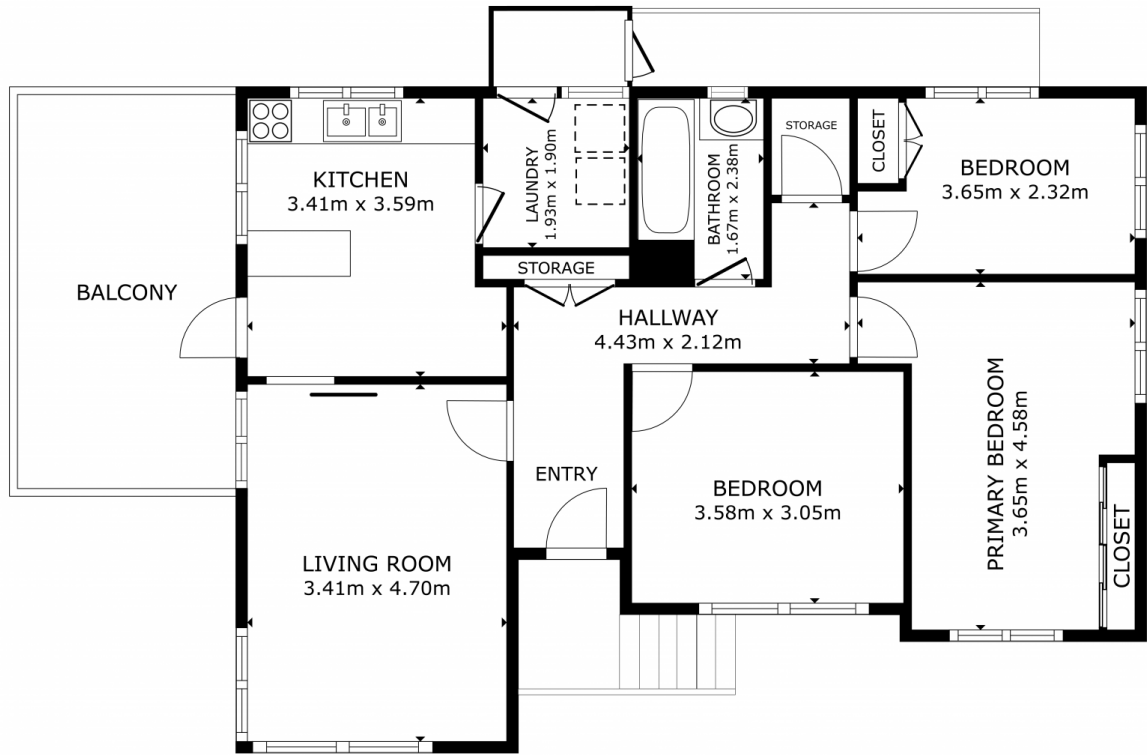 STORAGE
CLOSET
BEDROOM
3.65m x 2.32m
KITCHEN
3.41m x 3.59m
LAUNDRY
1.93m x 1.90m
BATHROOM
1.67m x 2.38m
STORAGE
BALCONY
HALLWAY
4.43m x 2.12m
ENTRY
BEDROOM
3.58m x 3.05m
PRIMARY BEDROOM
3.65m x 4.58m
CLOSET
LIVING ROOM
3.41m x 4.70m